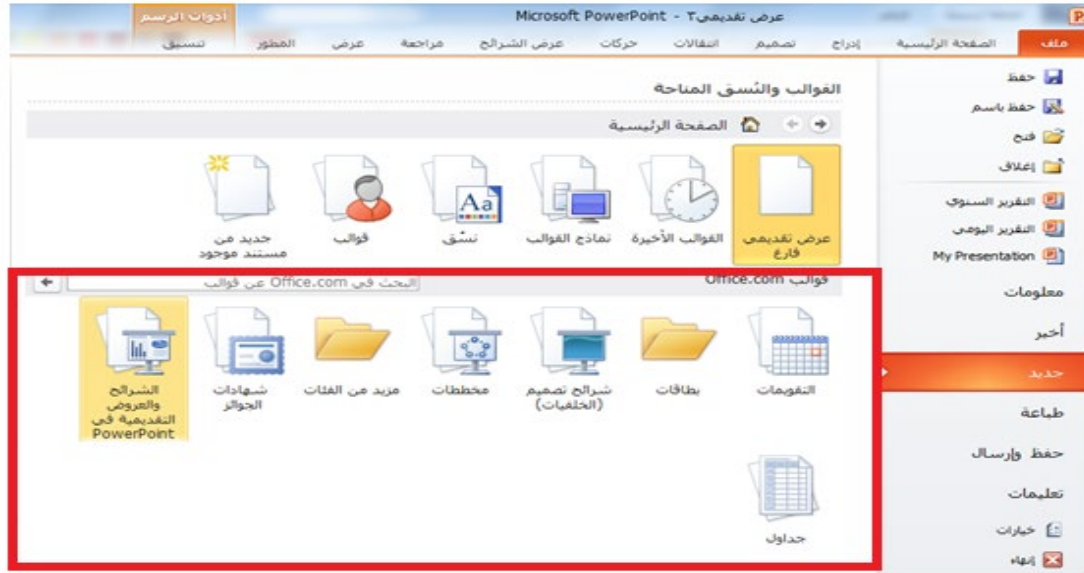 أدوات الرسم
عرض تقديمي٣ - Microsoft PowerPoint
ملف
الصفحة الرئيسية
إدراج
تصميم
انتقالات
حركات
عرض الشرائح
مراجعة
عرض
المطور
تنسيق
حفظ
حفظ باسم
فتح
إغلاق
التقرير السنوي
التقرير اليومي
My Presentation
معلومات
أخير
جديد
طباعة
حفظ وإرسال
تعليمات
خيارات
إنهاء
القوالب والنُسق المتاحة
الصفحة الرئيسية
عرض تقديمي
فارغ
القوالب الأخيرة
نماذج القوالب
نسُق
قوالب
جديد من
مستند موجود
قوالب Office.com
البحث في Office.com عن قوالب
التقويمات
بطاقات
شرائح تصميم
(الخلفيات)
مخططات
مزيد من الفئات
شهادات
الجوائز
الشرائح
والعروض
التقديمية في
PowerPoint
جداول